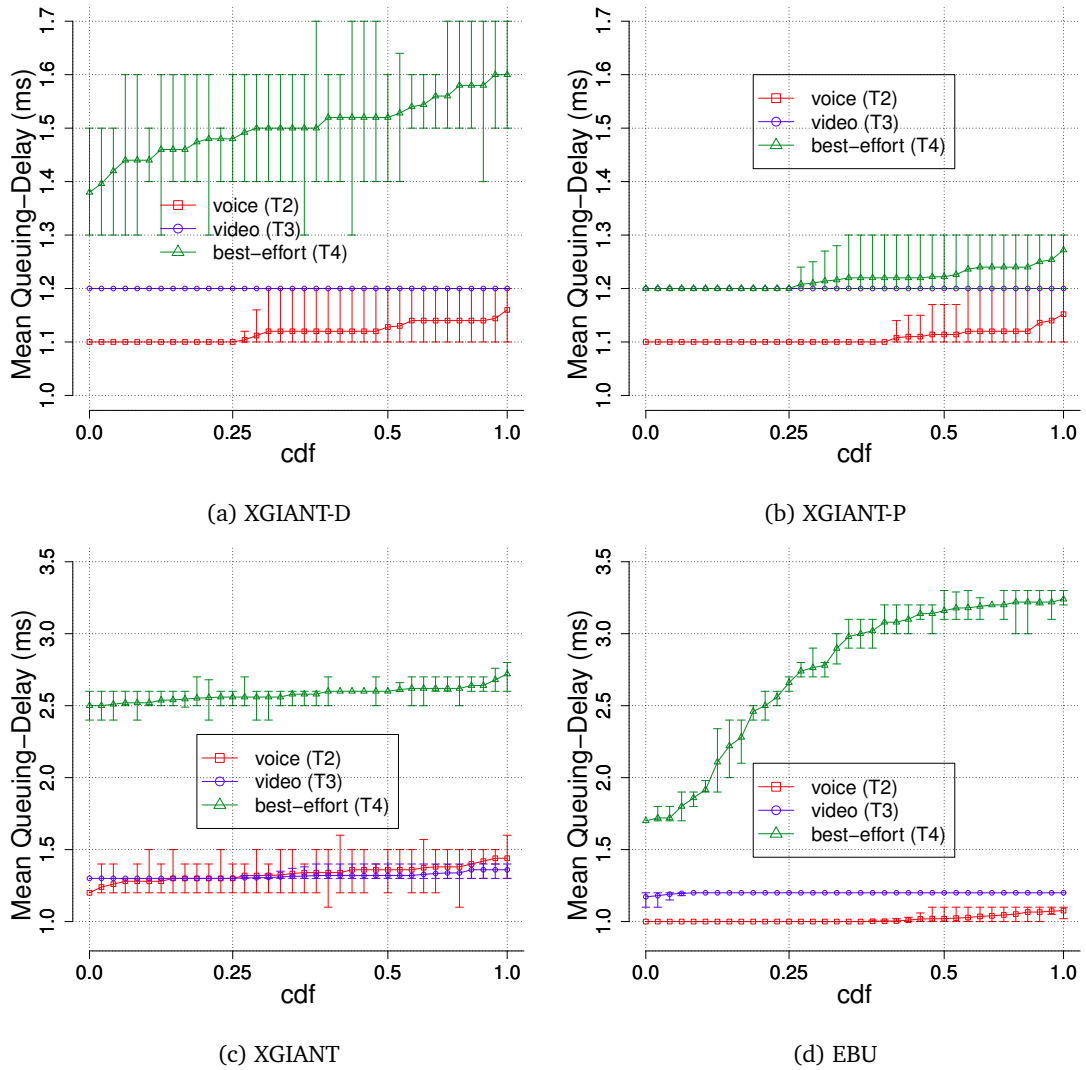 Mean Queuing−Delay (ms)
1.0 1.1 1.2 1.3 1.4 1.5 1.6 1.7
voice (T2)
video (T3)
best−effort (T4)
0.0 0.25 0.5 1.0
cdf
(a) XGIANT-D
Mean Queuing−Delay (ms)
1.0 1.1 1.2 1.3 1.4 1.5 1.6 1.7
voice (T2)
video (T3)
best−effort (T4)
0.0 0.25 0.5 1.0
cdf
(b) XGIANT-P
Mean Queuing−Delay (ms)
1.0 1.5 2.0 2.5 3.0 3.5
voice (T2)
video (T3)
best−effort (T4)
0.0 0.25 0.5 1.0
cdf
(c) XGIANT
Mean Queuing−Delay (ms)
1.0 1.5 2.0 2.5 3.0 3.5
voice (T2)
video (T3)
best−effort (T4)
0.0 0.25 0.5 1.0
cdf
(d) EBU